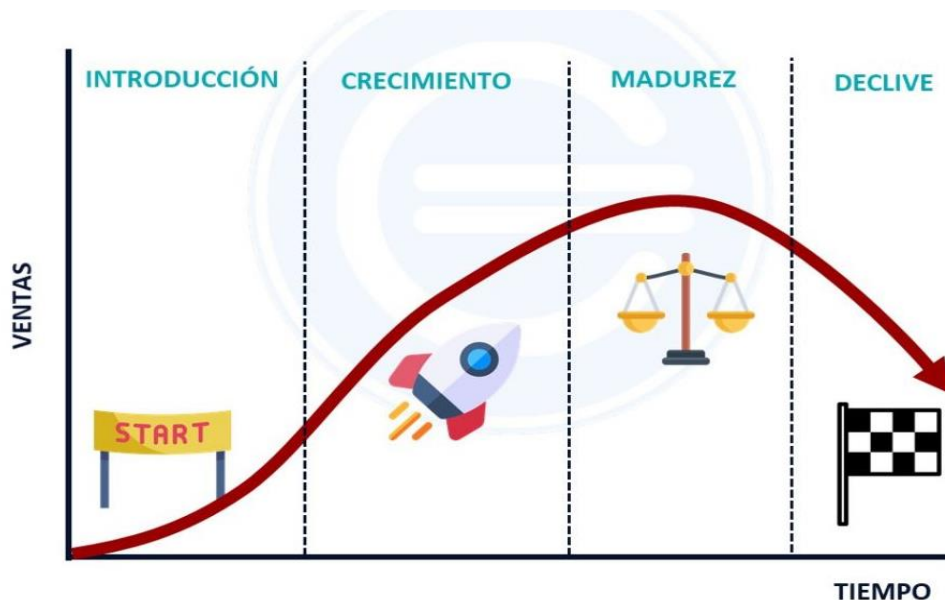 INTRODUCCIÓN
CRECIMIENTO
MADUREZ
DECLIVE
VENTAS
START
TIEMPO